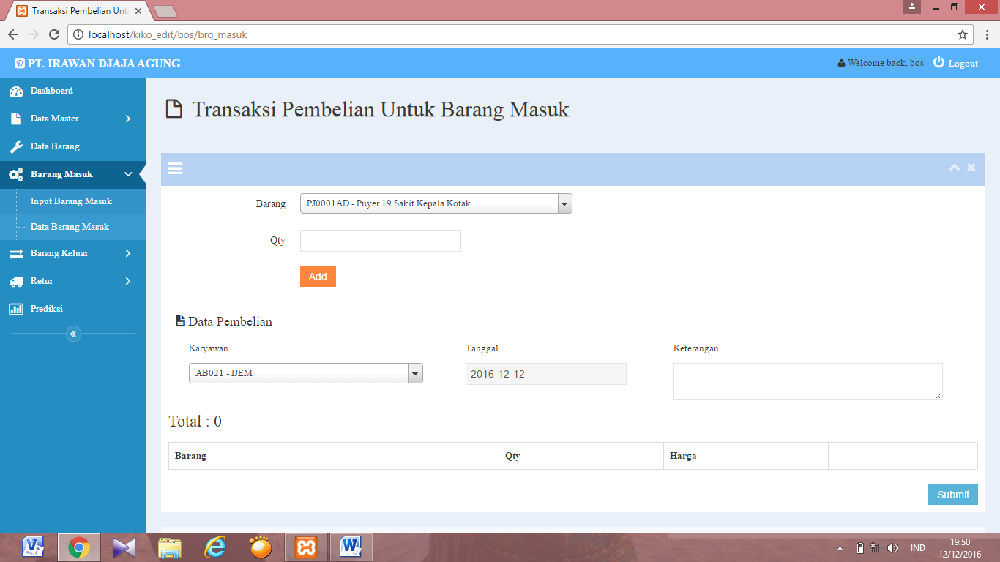 Transaksi Pembelian Unt
localhost/kiko_edit/bos/brg_masuk
PT. IRAWAN DJAJA AGUNG
Welcome back, bos
Logout
Dashboard
Data Master
Data Barang
Barang Masuk
Input Barang Masuk
Data Barang Masuk
Barang Keluar
Retur
Prediksi
Transaksi Pembelian Untuk Barang Masuk
Barang
PJ0001AD - Puyer 19 Sakit Kepala Kotak
Qty
Add
Data Pembelian
Karyawan
Tanggal
Keterangan
AB021 - IJEM
2016-12-12
Total : 0
Barang
Qty
Harga
Submit
IND
19:50
12/12/2016